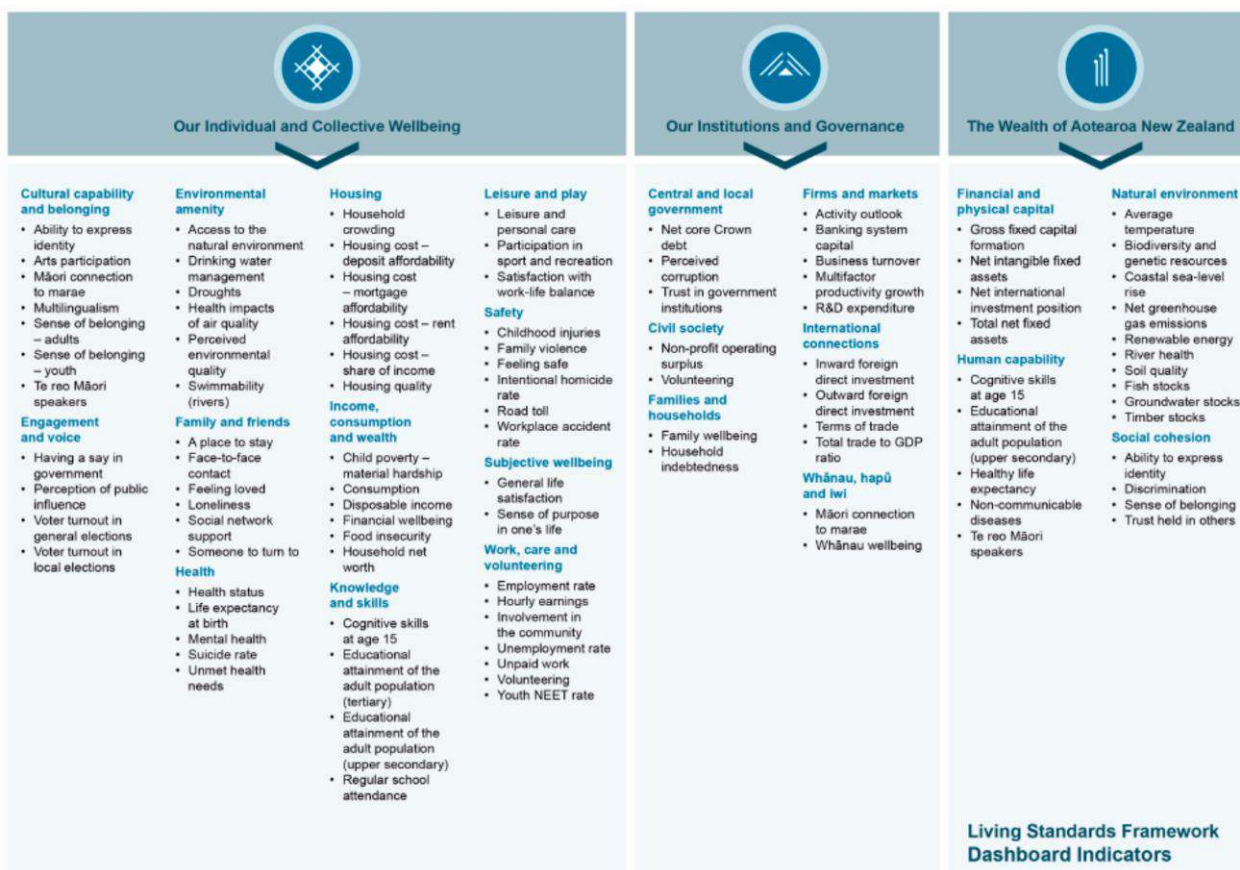 Our Individual and Collective Wellbeing
Cultural capability
and belonging
• Ability to express
identity
• Arts participation
• Māori connection
to marae
• Multilingualism
• Sense of belonging
– adults
• Sense of belonging
– youth
• Te reo Māori
speakers
Engagement
and voice
• Having a say in
government
• Perception of public
influence
• Voter turnout in
general elections
• Voter turnout in
local elections
Environmental
amenity
• Access to the
natural environment
• Drinking water
management
• Droughts
• Health impacts
of air quality
• Perceived
environmental
quality
• Swimmability
(rivers)
Family and friends
• A place to stay
• Face-to-face
contact
• Feeling loved
• Loneliness
• Social network
support
• Someone to turn to
Health
• Health status
• Life expectancy
at birth
• Mental health
• Suicide rate
• Unmet health
needs
Housing
• Household
crowding
• Housing cost –
deposit affordability
• Housing cost
– mortgage
affordability
• Housing cost – rent
affordability
• Housing cost –
share of income
• Housing quality
Income,
consumption
and wealth
• Child poverty –
material hardship
• Consumption
• Disposable income
• Financial wellbeing
• Food insecurity
• Household net
worth
Knowledge
and skills
• Cognitive skills
at age 15
• Educational
attainment of the
adult population
(tertiary)
• Educational
attainment of the
adult population
(upper secondary)
• Regular school
attendance
Leisure and play
• Leisure and
personal care
• Participation in
sport and recreation
• Satisfaction with
work-life balance
Safety
• Childhood injuries
• Family violence
• Feeling safe
• Intentional homicide
rate
• Road toll
• Workplace accident
rate
Subjective wellbeing
• General life
satisfaction
• Sense of purpose
in one's life
Work, care and
volunteering
• Employment rate
• Hourly earnings
• Involvement in
the community
• Unemployment rate
• Unpaid work
• Volunteering
• Youth NEET rate
Our Institutions and Governance
Central and local
government
• Net core Crown
debt
• Perceived
corruption
• Trust in government
institutions
Civil society
• Non-profit operating
surplus
• Volunteering
Families and
households
• Family wellbeing
• Household
indebtedness
Firms and markets
• Activity outlook
• Banking system
capital
• Business turnover
• Multifactor
productivity growth
• R&D expenditure
International
connections
• Inward foreign
direct investment
• Outward foreign
direct investment
• Terms of trade
• Total trade to GDP
ratio
Whānau, hapū
and iwi
• Māori connection
to marae
• Whānau wellbeing
The Wealth of Aotearoa New Zealand
Financial and
physical capital
• Gross fixed capital
formation
• Net intangible fixed
assets
• Net international
investment position
• Total net fixed
assets
Human capability
• Cognitive skills
at age 15
• Educational
attainment of the
adult population
(upper secondary)
• Healthy life
expectancy
• Non-communicable
diseases
• Te reo Māori
speakers
Natural environment
• Average
temperature
• Biodiversity and
genetic resources
• Coastal sea-level
rise
• Net greenhouse
gas emissions
• Renewable energy
• River health
• Soil quality
• Fish stocks
• Groundwater stocks
• Timber stocks
Social cohesion
• Ability to express
identity
• Discrimination
• Sense of belonging
• Trust held in others
Living Standards Framework
Dashboard Indicators